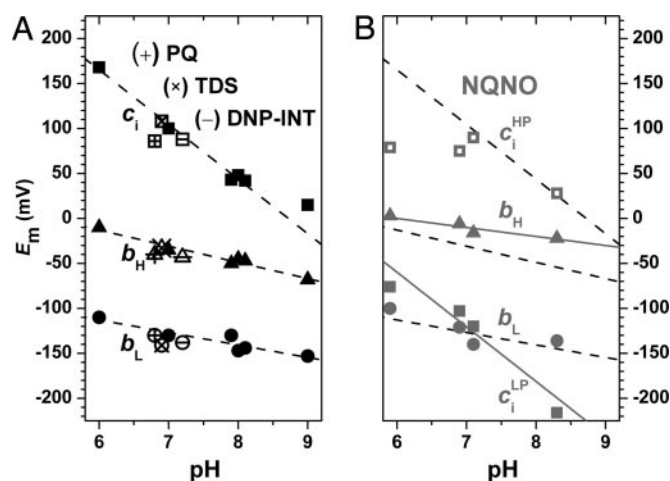 A
B
(+) PQ
(×) TDS
(−) DNP-INT
NQNO
c_i
c_i^HP
b_H
b_H
b_L
b_L
c_i^LP
E_m (mV)
200
150
100
50
0
-50
-100
-150
-200
200
150
100
50
0
-50
-100
-150
-200
6 7 8 9
6 7 8 9
pH
pH